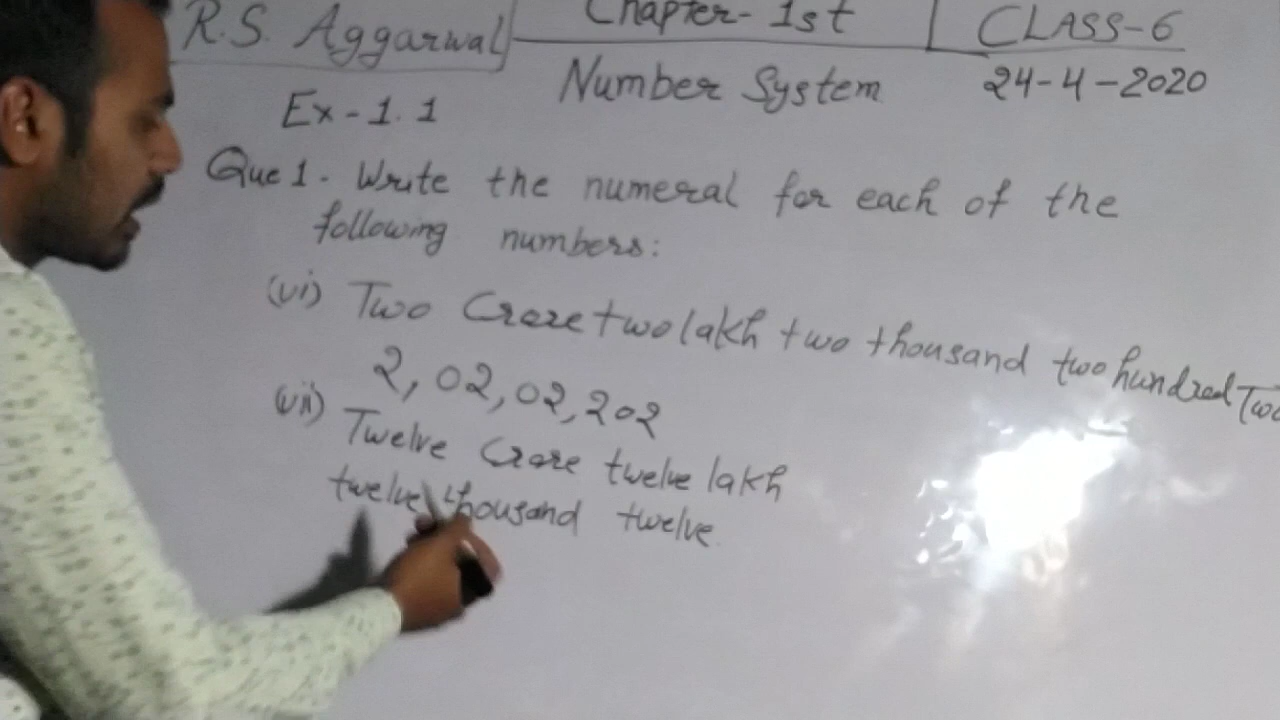 R.S. Aggarwal
Chapter- 1st
CLASS-6
Number System
24-4-2020
Ex-1.1
Que 1. Write the numeral for each of the
following numbers:
(vi) Two Crore two lakh two thousand two hundred Two
2,02,02,202
(vii) Twelve Crore twelve lakh
twelve thousand twelve.